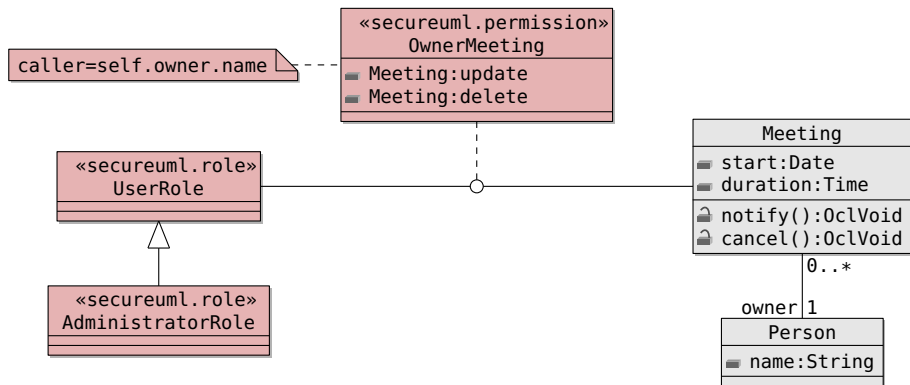 «secureuml.permission»
OwnerMeeting
caller=self.owner.name
Meeting:update
Meeting:delete
Meeting
start:Date
duration:Time
notify():OclVoid
cancel():OclVoid
«secureuml.role»
UserRole
0..*
«secureuml.role»
AdministratorRole
owner 1
Person
name:String